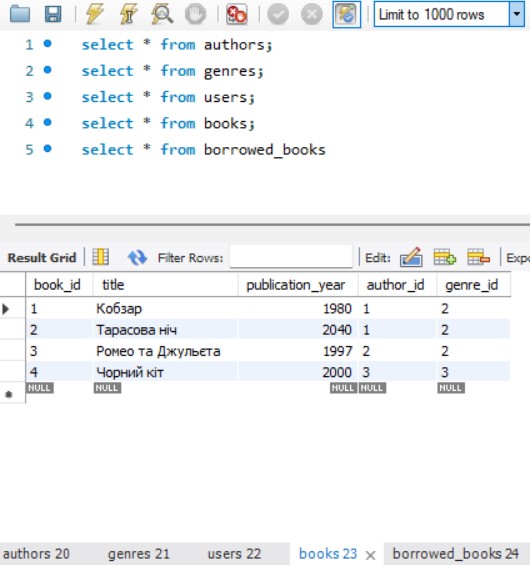 Limit to 1000 rows
1 select * from authors;
2 select * from genres;
3 select * from users;
4 select * from books;
5 select * from borrowed_books
Result Grid Filter Rows: Edit: Expo
book_id title publication_year author_id genre_id
1 Кобзар 1980 1 2
2 Тарасова ніч 2040 1 2
3 Ромео та Джульєта 1997 2 2
4 Чорний кіт 2000 3 3
NULL NULL NULL NULL NULL
authors 20 genres 21 users 22 books 23 borrowed_books 24